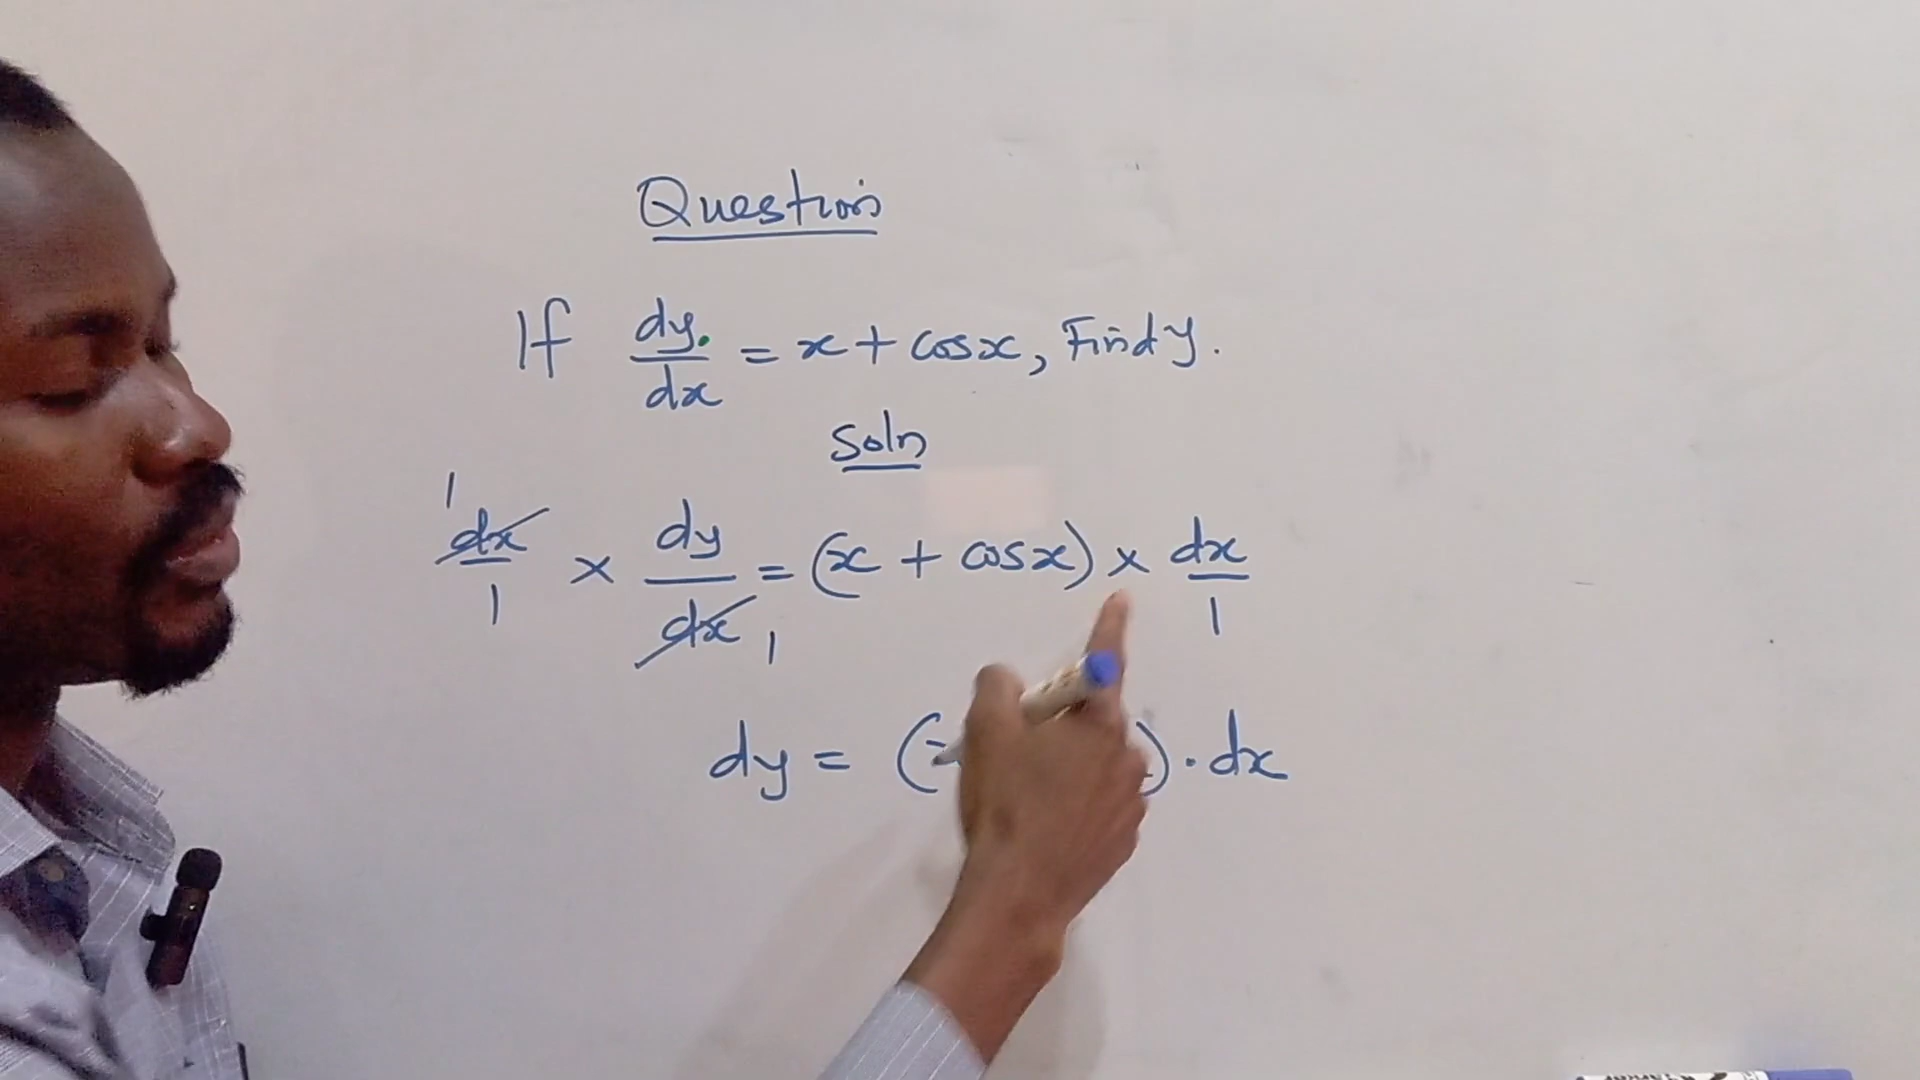 Question
If dy/dx = x + cosx, Find y.
Soln
1 dx/1 × dy/dx 1 = (x + cosx) × dx/1
dy = ( ) · dx